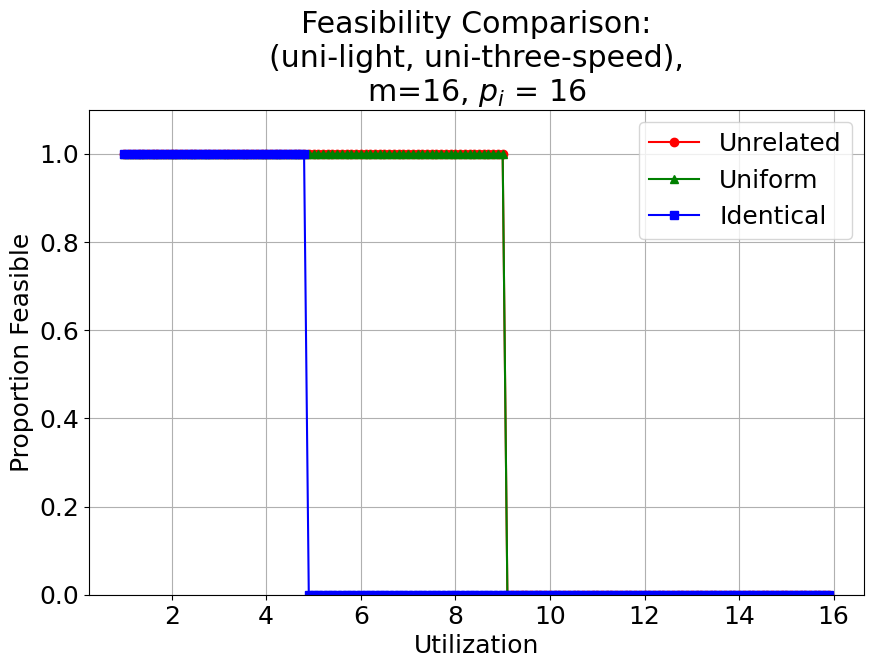 Feasibility Comparison:
(uni-light, uni-three-speed),
m=16, $p_i$ = 16
Unrelated
Uniform
Identical
Proportion Feasible
1.0
0.8
0.6
0.4
0.2
0.0
2 4 6 8 10 12 14 16
Utilization